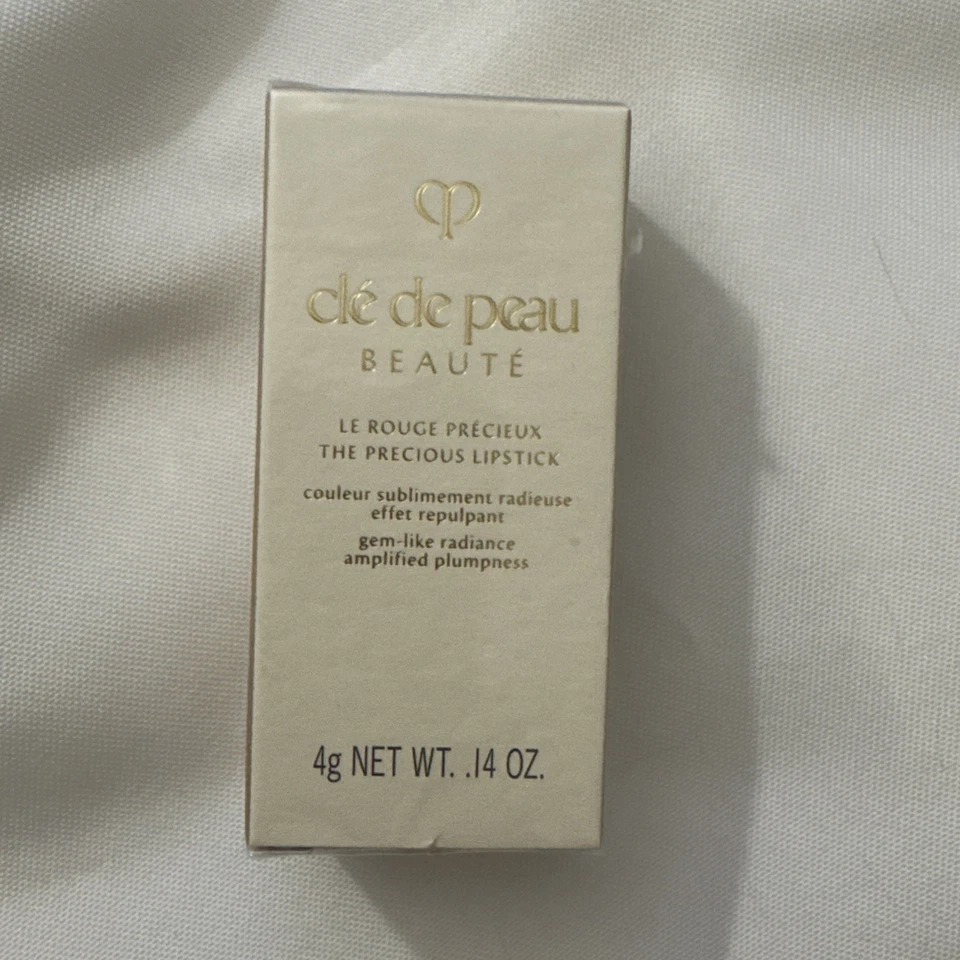 clé de peau
BEAUTÉ
LE ROUGE PRÉCIEUX
THE PRECIOUS LIPSTICK
couleur sublimement radieuse
effet repulpant
gem-like radiance
amplified plumpness
4g NET WT. .14 OZ.